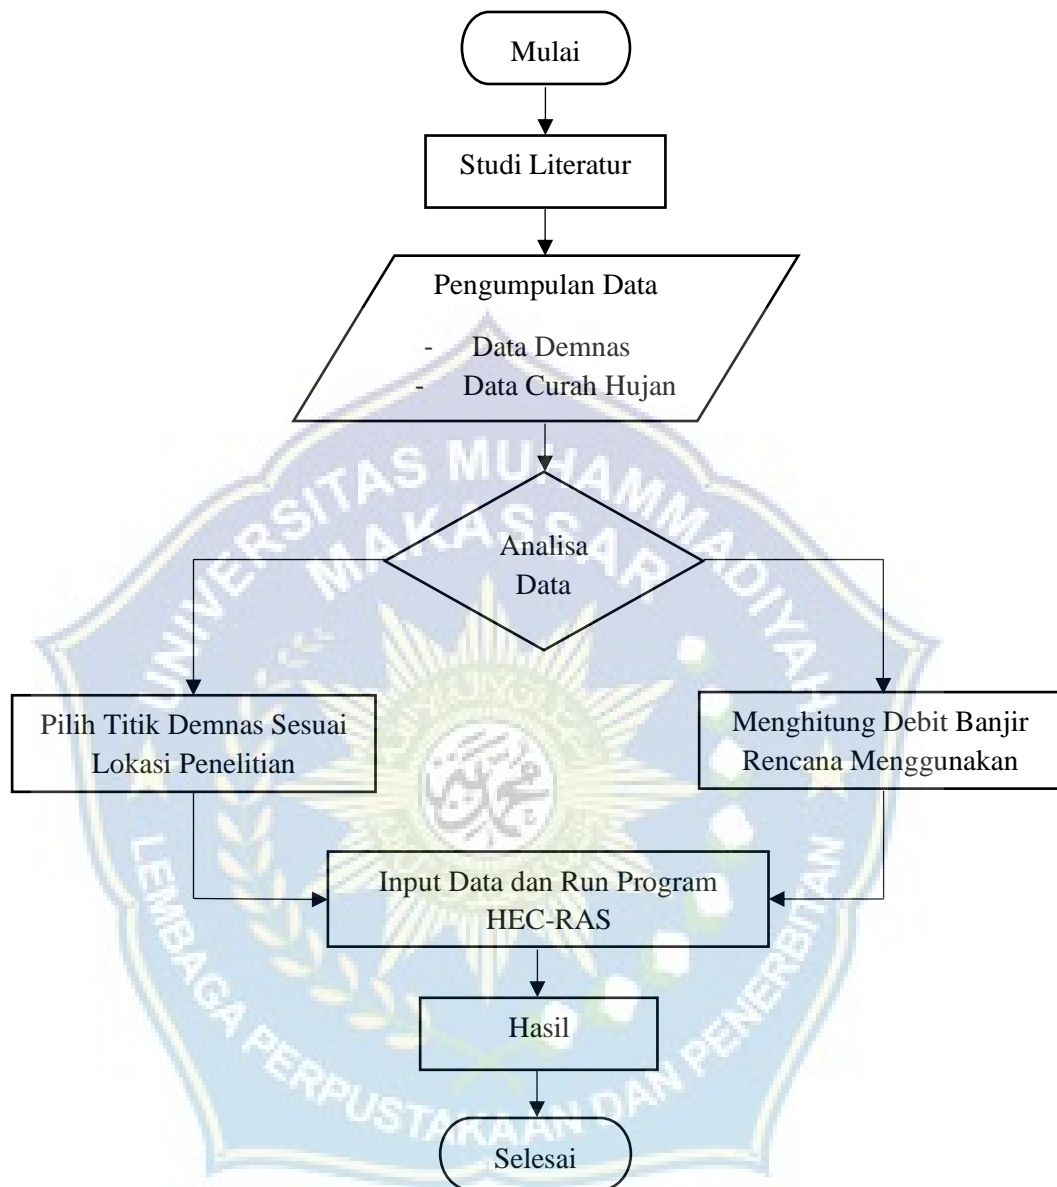 Mulai
Studi Literatur
Pengumpulan Data
- Data Demnas
- Data Curah Hujan
Analisa
Data
Pilih Titik Demnas Sesuai
Lokasi Penelitian
Menghitung Debit Banjir
Rencana Menggunakan
Input Data dan Run Program
HEC-RAS
Hasil
Selesai
UNIVERSITAS MUHAMMADIYAH
MAKASSAR
LEMBAGA PERPUSTAKAAN DAN PENERBITAN
محمد